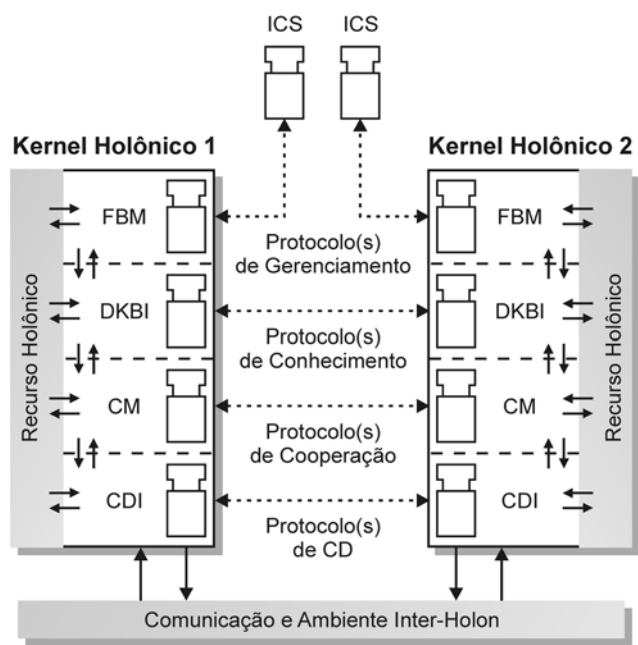 ICS
ICS
Kernel Holônico 1
Kernel Holônico 2
Recurso Holônico
FBM
DKBI
CM
CDI
Protocolo(s)
de Gerenciamento
Protocolo(s)
de Conhecimento
Protocolo(s)
de Cooperação
Protocolo(s)
de CD
FBM
DKBI
CM
CDI
Recurso Holônico
Comunicação e Ambiente Inter-Holon